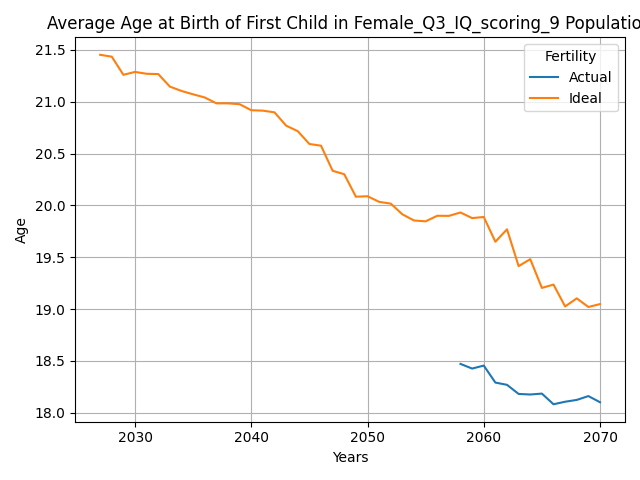 Average Age at Birth of First Child in Female_Q3_IQ_scoring_9 Populatio
Fertility
Actual
Ideal
21.5
21.0
20.5
20.0
19.5
19.0
18.5
18.0
Age
2030 2040 2050 2060 2070
Years